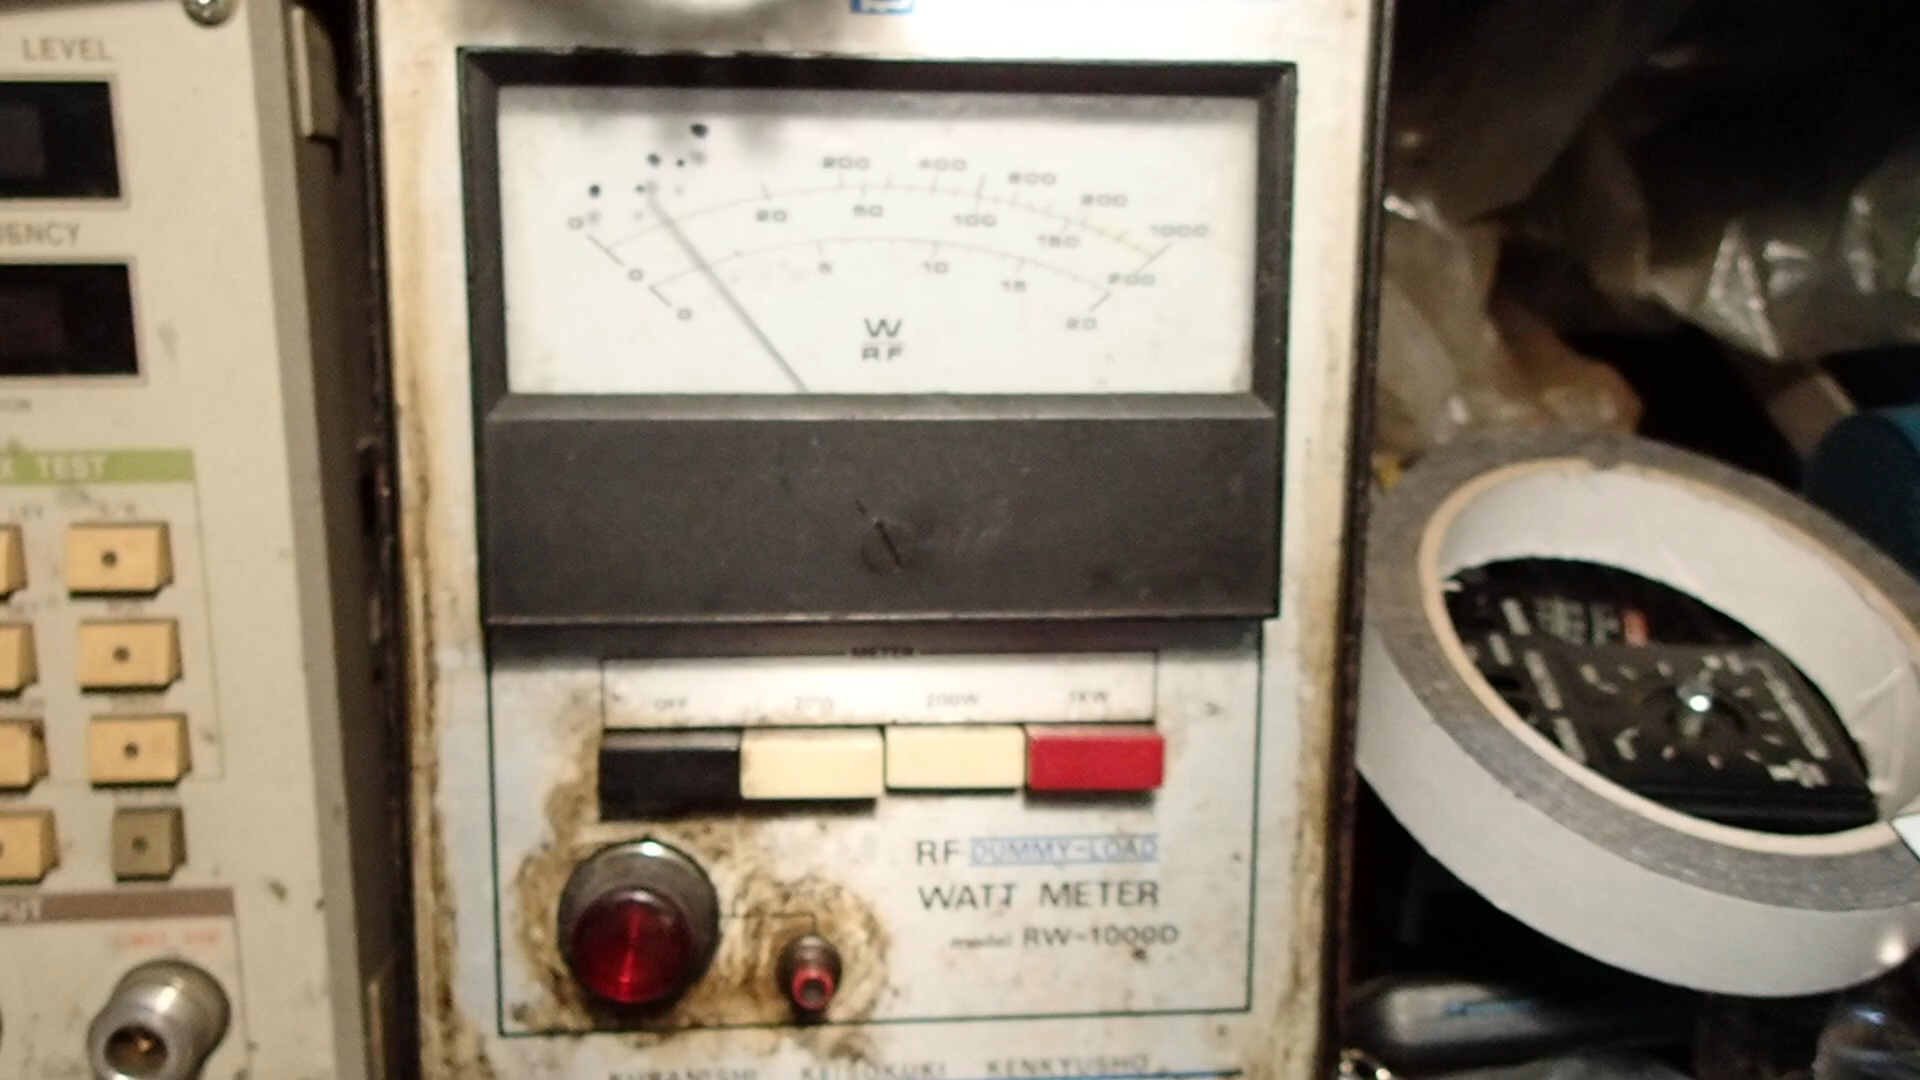 LEVEL
TEST
200 400 600 800 1000
0 20 50 100 150 200
0 5 10 15 20
0
W
RF
METER
OFF 20W 200W 1KW
RF DUMMY-LOAD
WATT METER
model RW-1000D
KURANISHI KEISOKUKI KENKYUSHO